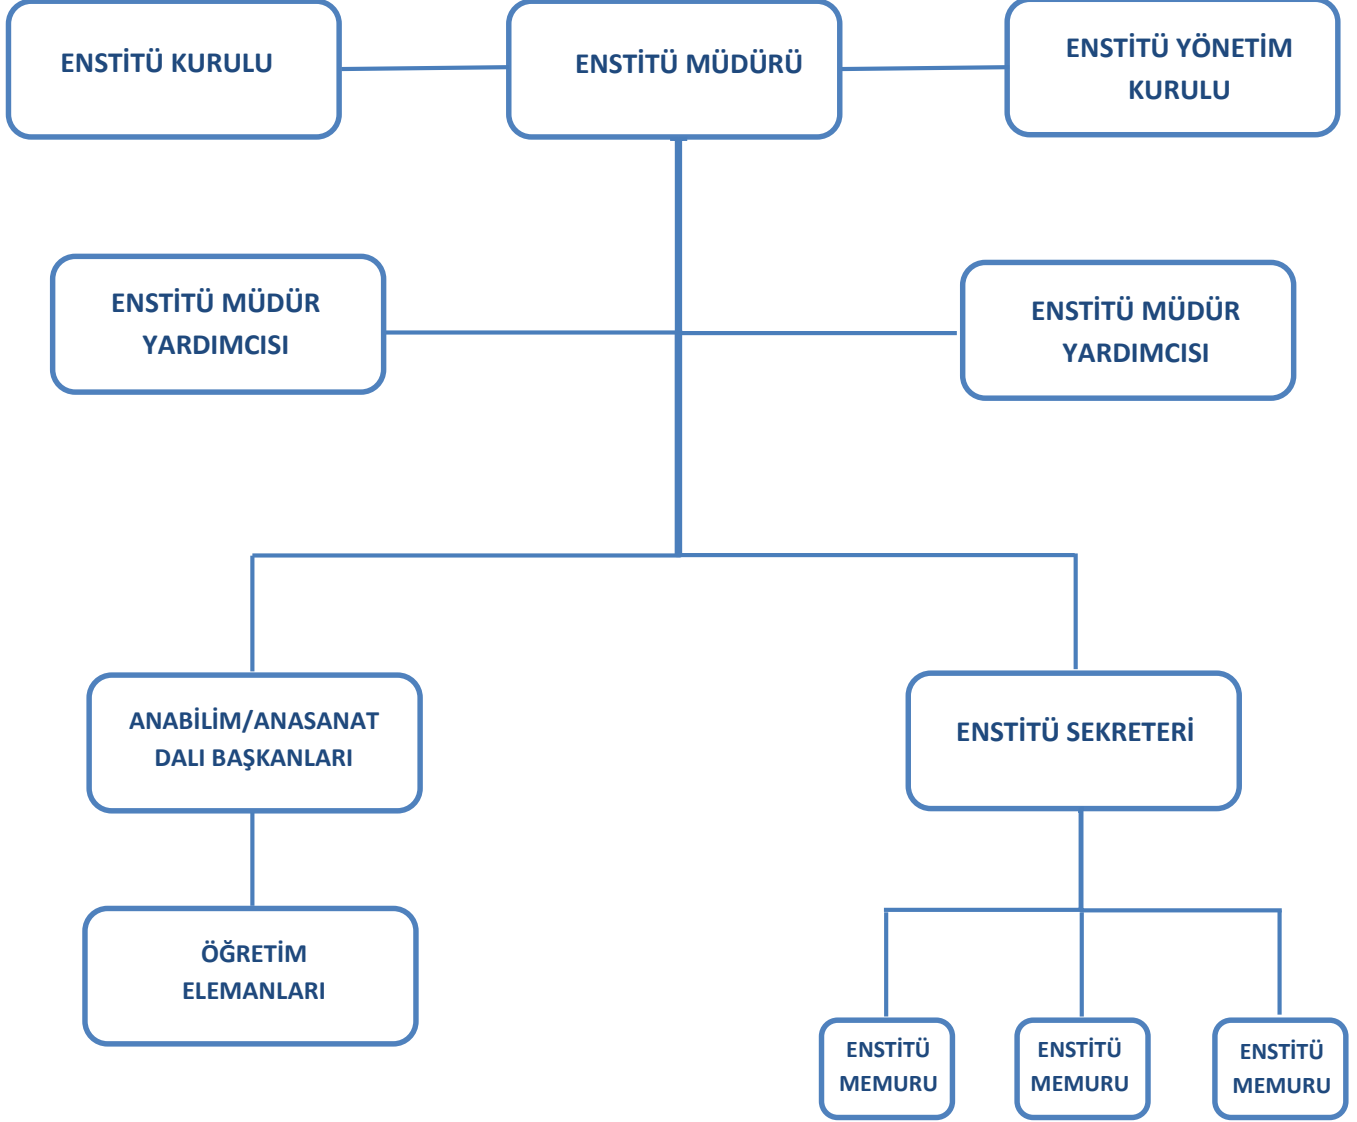 ENSTİTÜ KURULU
ENSTİTÜ MÜDÜRÜ
ENSTİTÜ YÖNETİM
KURULU
ENSTİTÜ MÜDÜR
YARDIMCISI
ENSTİTÜ MÜDÜR
YARDIMCISI
ANABİLİM/ANASANAT
DALI BAŞKANLARI
ENSTİTÜ SEKRETERİ
ÖĞRETİM
ELEMANLARI
ENSTİTÜ
MEMURU
ENSTİTÜ
MEMURU
ENSTİTÜ
MEMURU